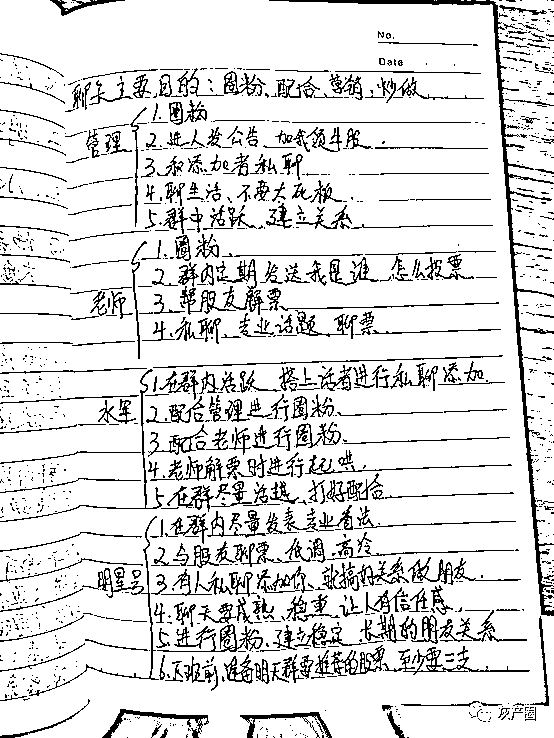 No.
Date
聊天主要目的：圈粉、配合、营销、炒做
管理
1. 圈粉
2. 进人发公告、加我领牛股.
3. 和添加者私聊
4. 聊生活、不要太死板.
5. 群中活跃、建立关系
老师
1. 圈粉.
2. 群内定期发送我是谁 怎么投票
3. 帮股友解票
4. 私聊、专业话题、聊票.
水军
1. 在群内活跃 搭上话者进行私聊添加.
2. 配合管理进行圈粉.
3. 配合老师进行圈粉.
4. 老师解票时进行起哄.
5. 在群尽量活跃、打好配合
明星号
1. 在群内尽量发表专业看法.
2. 与股友聊票、低调、高冷
3. 有人私聊添加你、敢搞好关系做朋友.
4. 聊天要成熟、稳重、让人有信任感.
5. 进行圈粉、建立稳定 长期的朋友关系
6. 下班前、准备明天群要推荐的股票、至少要三支.
灰产圈